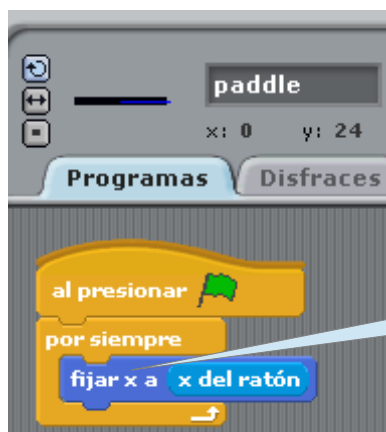 paddle
x: 0 y: 24
Programas Disfraces
al presionar
por siempre
fijar x a x del ratón